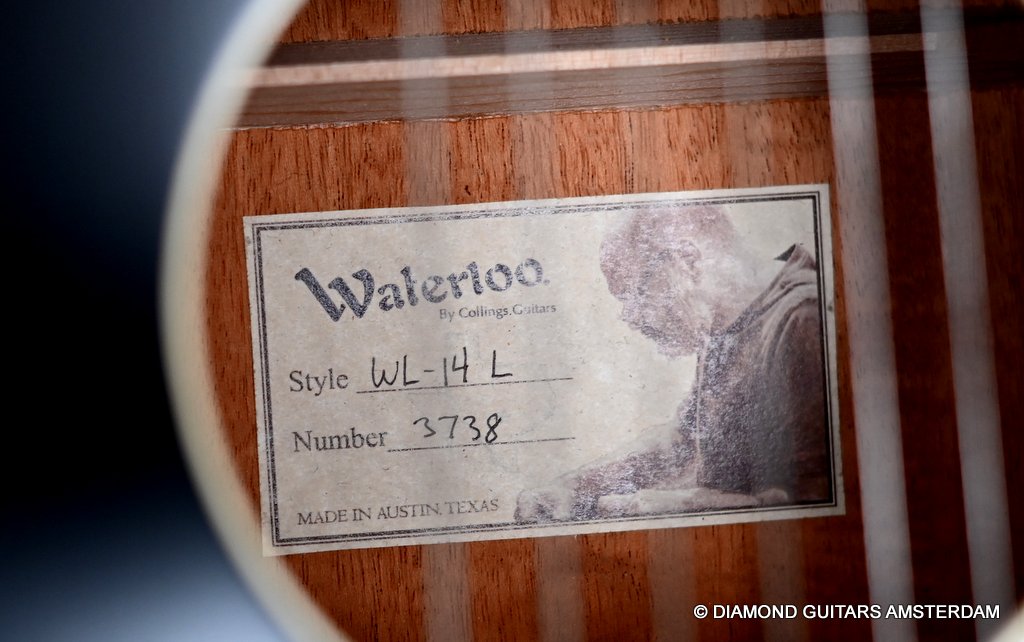 Waterloo.
By Collings Guitars
Style WL-14 L
Number 3738
MADE IN AUSTIN, TEXAS
© DIAMOND GUITARS AMSTERDAM